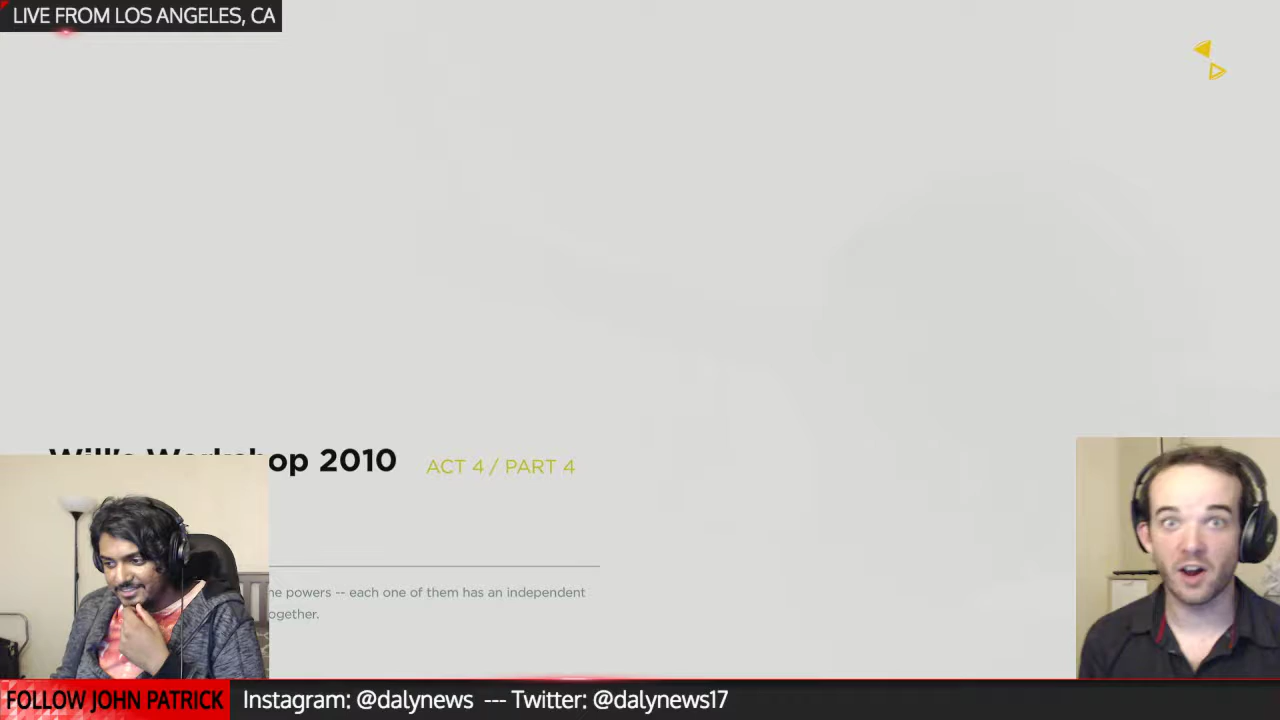 LIVE FROM LOS ANGELES, CA
op 2010 ACT 4 / PART 4
he powers -- each one of them has an independent
ogether.
FOLLOW JOHN PATRICK Instagram: @dalynews --- Twitter: @dalynews17